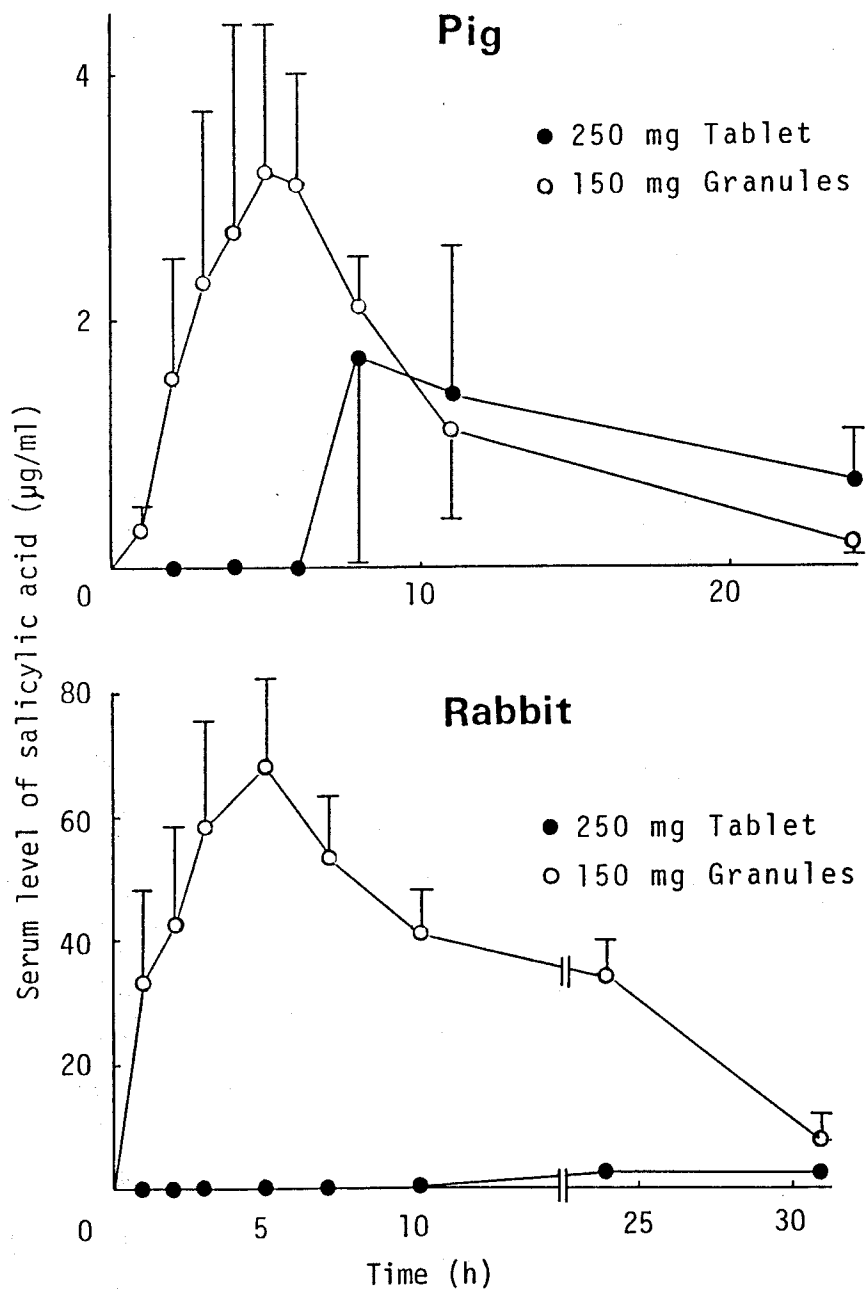 Pig
4
● 250 mg Tablet
○ 150 mg Granules
2
0
10
20
Serum level of salicylic acid (µg/ml)
80
Rabbit
60
● 250 mg Tablet
○ 150 mg Granules
40
20
0
5
10
25
30
Time (h)